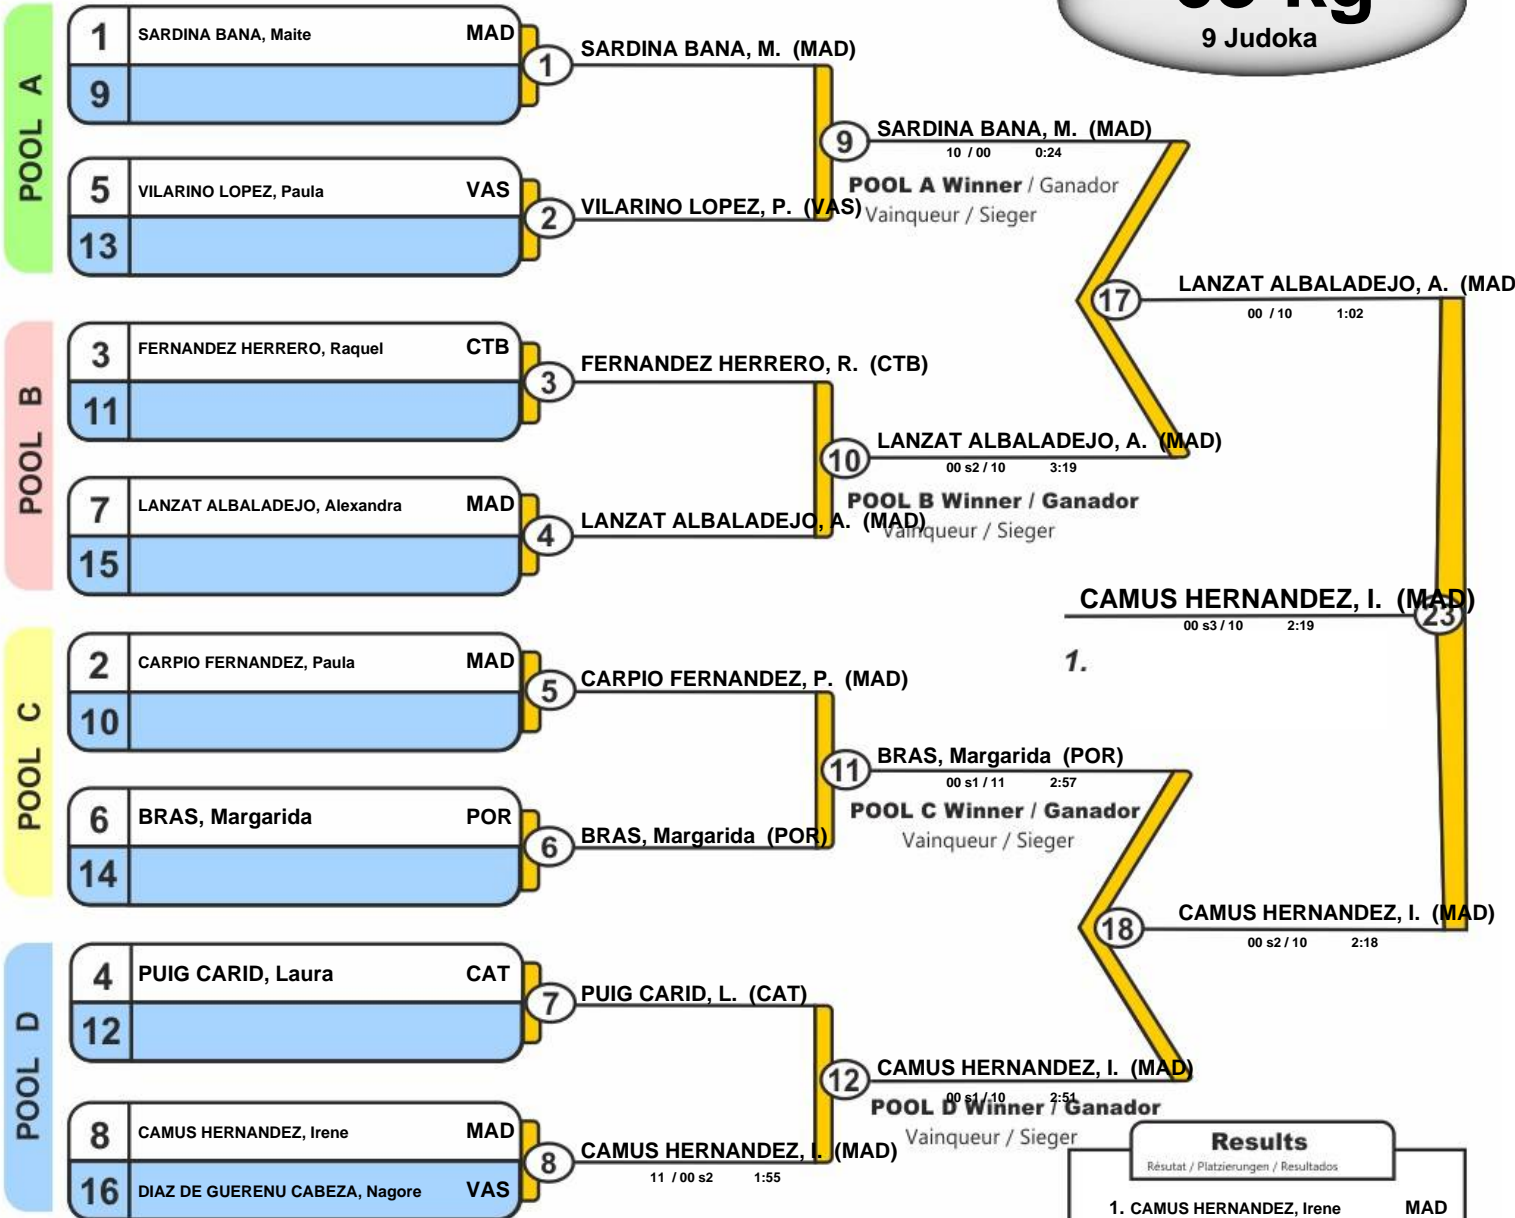 9 Judoka
POOL A
1 SARDINA BANA, Maite MAD
9
5 VILARINO LOPEZ, Paula VAS
13
1 SARDINA BANA, M. (MAD)
2 VILARINO LOPEZ, P. (VAS)
9 SARDINA BANA, M. (MAD)
10 / 00 0:24
POOL A Winner / Ganador
Vainqueur / Sieger
POOL B
3 FERNANDEZ HERRERO, Raquel CTB
11
7 LANZAT ALBALADEJO, Alexandra MAD
15
3 FERNANDEZ HERRERO, R. (CTB)
4 LANZAT ALBALADEJO, A. (MAD)
10 LANZAT ALBALADEJO, A. (MAD)
00 s2 / 10 3:19
POOL B Winner / Ganador
Vainqueur / Sieger
17 LANZAT ALBALADEJO, A. (MAD
00 / 10 1:02
CAMUS HERNANDEZ, I. (MAD) 23
00 s3 / 10 2:19
1.
POOL C
2 CARPIO FERNANDEZ, Paula MAD
10
6 BRAS, Margarida POR
14
5 CARPIO FERNANDEZ, P. (MAD)
6 BRAS, Margarida (POR)
11 BRAS, Margarida (POR)
00 s1 / 11 2:57
POOL C Winner / Ganador
Vainqueur / Sieger
POOL D
4 PUIG CARID, Laura CAT
12
8 CAMUS HERNANDEZ, Irene MAD
16 DIAZ DE GUERENU CABEZA, Nagore VAS
7 PUIG CARID, L. (CAT)
8 CAMUS HERNANDEZ, I. (MAD)
11 / 00 s2 1:55
12 CAMUS HERNANDEZ, I. (MAD)
00 s1 / 10 2:51
POOL D Winner / Ganador
Vainqueur / Sieger
18 CAMUS HERNANDEZ, I. (MAD)
00 s2 / 10 2:18
Results
Résutat / Platzierungen / Resultados
1. CAMUS HERNANDEZ, Irene MAD